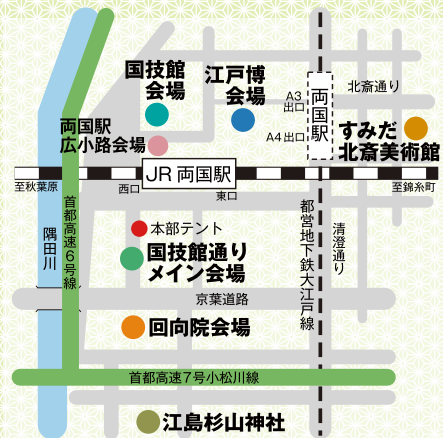 国技館
会場
江戸博
会場
A3
出口
両国駅
北斎通り
両国駅
広小路会場
A4出口
すみだ
北斎美術館
至秋葉原
西口
JR 両国駅
東口
至錦糸町
首都高速6号線
隅田川
本部テント
国技館通り
メイン会場
都営地下鉄大江戸線
清澄通り
京葉道路
回向院会場
首都高速7号小松川線
江島杉山神社